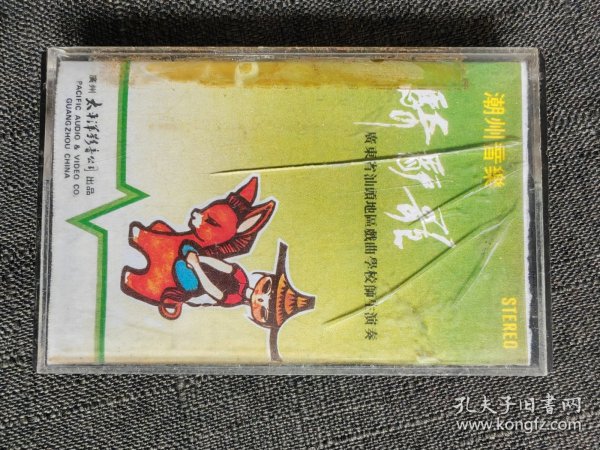 潮州音樂
STEREO
廣東省汕頭地區戲曲學校師生演奏
廣州
太平洋影音公司
出品
PACIFIC AUDIO & VIDEO CO.
GUANGZHOU CHINA
孔夫子旧书网
www.kongfz.com